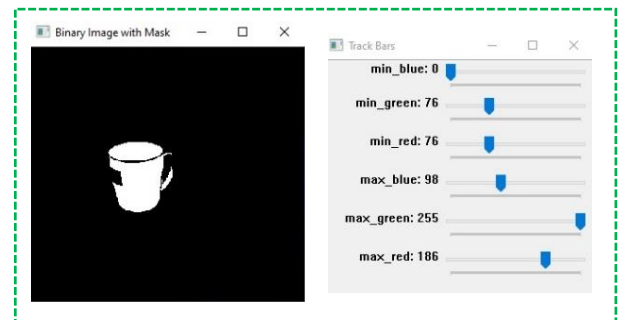 Binary Image with Mask
Track Bars
min_blue: 0
min_green: 76
min_red: 76
max_blue: 98
max_green: 255
max_red: 186